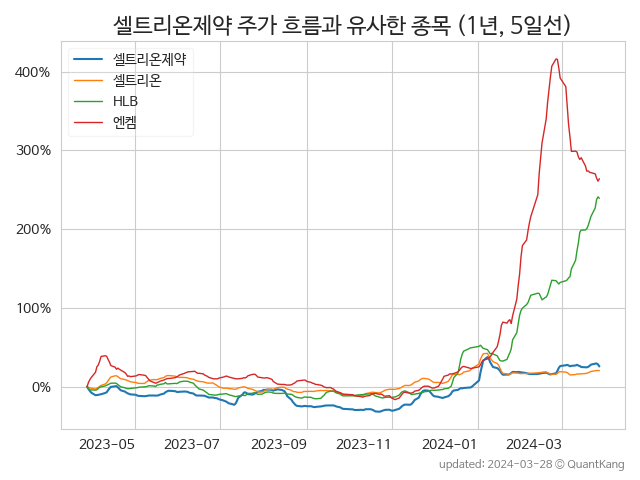 셀트리온제약 주가 흐름과 유사한 종목 (1년, 5일선)
셀트리온제약
셀트리온
HLB
엔켐
400%
300%
200%
100%
0%
2023-05 2023-07 2023-09 2023-11 2024-01 2024-03
updated: 2024-03-28 © QuantKang